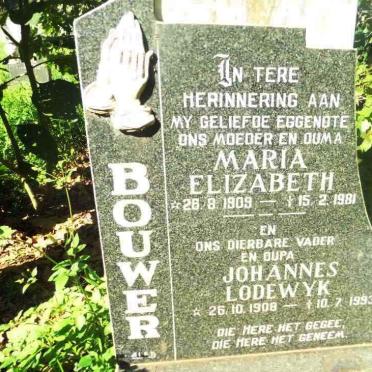 BOUWER
In TERE
HERINNERING AAN
MY GELIEFDE EGGENOTE
ONS MOEDER EN OUMA
MARIA
ELIZABETH
☆ 26.8.1909 — † 15.2.1981
EN
ONS DIERBARE VADER
EN OUPA
JOHANNES
LODEWYK
☆ 26.10.1908 — † 10.7.1993
DIE HERE HET GEGEE,
DIE HERE HET GENEEM.